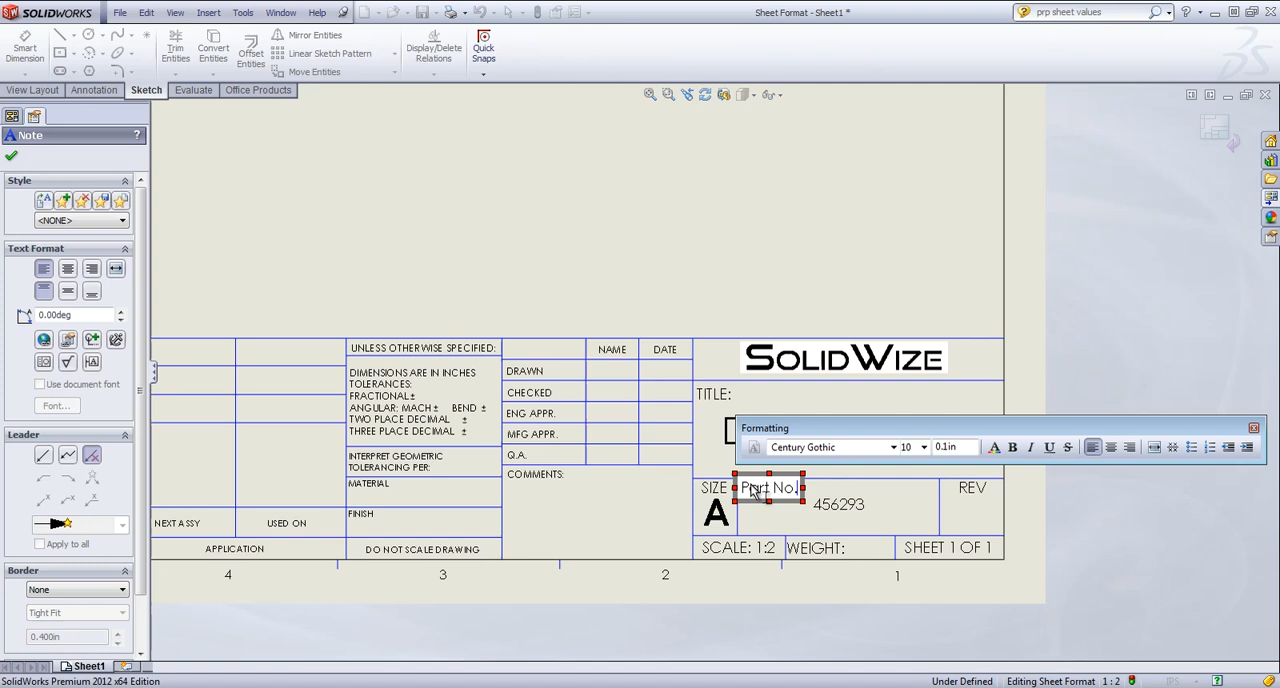 SOLIDWORKS
File Edit View Insert Tools Window Help
Sheet Format - Sheet1 *
prp sheet values
Smart Dimension
Trim Entities
Convert Entities
Offset Entities
Mirror Entities
Linear Sketch Pattern
Move Entities
Display/Delete Relations
Quick Snaps
View Layout Annotation Sketch Evaluate Office Products
Note ?
Style
<NONE>
Text Format
0.00deg
Use document font
Font...
Leader
Apply to all
Border
None
Tight Fit
0.400in
UNLESS OTHERWISE SPECIFIED:
DIMENSIONS ARE IN INCHES
TOLERANCES:
FRACTIONAL±
ANGULAR: MACH± BEND ±
TWO PLACE DECIMAL ±
THREE PLACE DECIMAL ±
INTERPRET GEOMETRIC
TOLERANCING PER:
MATERIAL
FINISH
DO NOT SCALE DRAWING
NEXT ASSY USED ON
APPLICATION
NAME DATE
DRAWN
CHECKED
ENG APPR.
MFG APPR.
Q.A.
COMMENTS:
SOLIDWIZE
TITLE:
Formatting
Century Gothic 10 0.1in
SIZE
A
Part No.
456293
REV
SCALE: 1:2 WEIGHT: SHEET 1 OF 1
4 3 2 1
Sheet1
SolidWorks Premium 2012 x64 Edition
Under Defined Editing Sheet Format 1 : 2 IPS